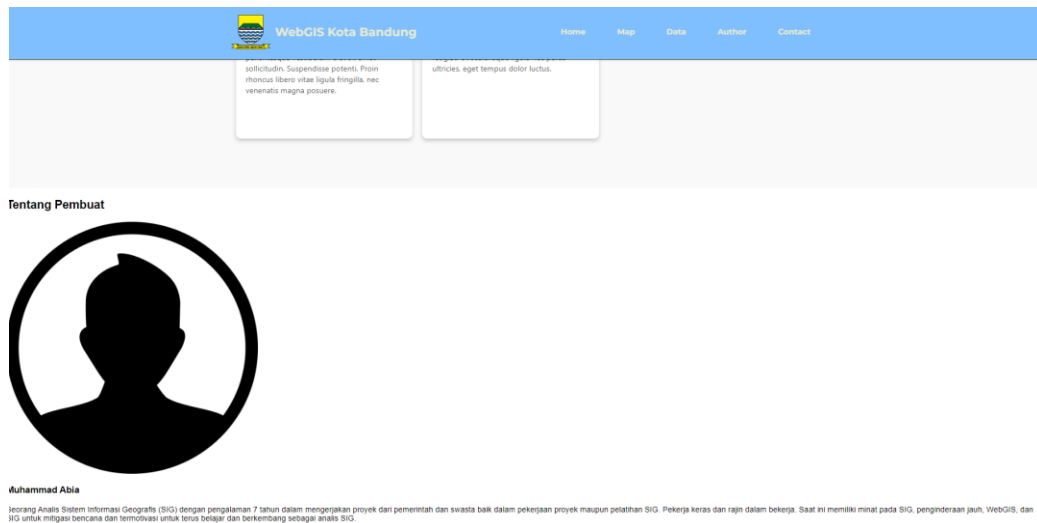 WebGIS Kota Bandung
Home Map Data Author Contact
sollicitudin. Suspendisse potenti. Proin
rhoncus libero vitae ligula fringilla, nec
venenatis magna posuere.
ultricies, eget tempus dolor luctus.
Tentang Pembuat
Muhammad Abia
Seorang Analis Sistem Informasi Geografis (SIG) dengan pengalaman 7 tahun dalam mengerjakan proyek dari pemerintah dan swasta baik dalam pekerjaan proyek maupun pelatihan SIG. Pekerja keras dan rajin dalam bekerja. Saat ini memiliki minat pada SIG, penginderaan jauh, WebGIS, dan
SIG untuk mitigasi bencana dan termotivasi untuk terus belajar dan berkembang sebagai analis SIG.